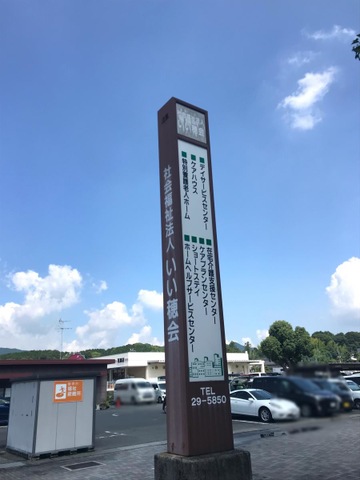 社会福祉法人 いい穂会
■デイサービスセンター
■ケアハウス
■特別養護老人ホーム
■在宅介護支援センター
■ケアプランセンター
■ショートステイ
■ホームヘルプサービスセンター
TEL
29-5850